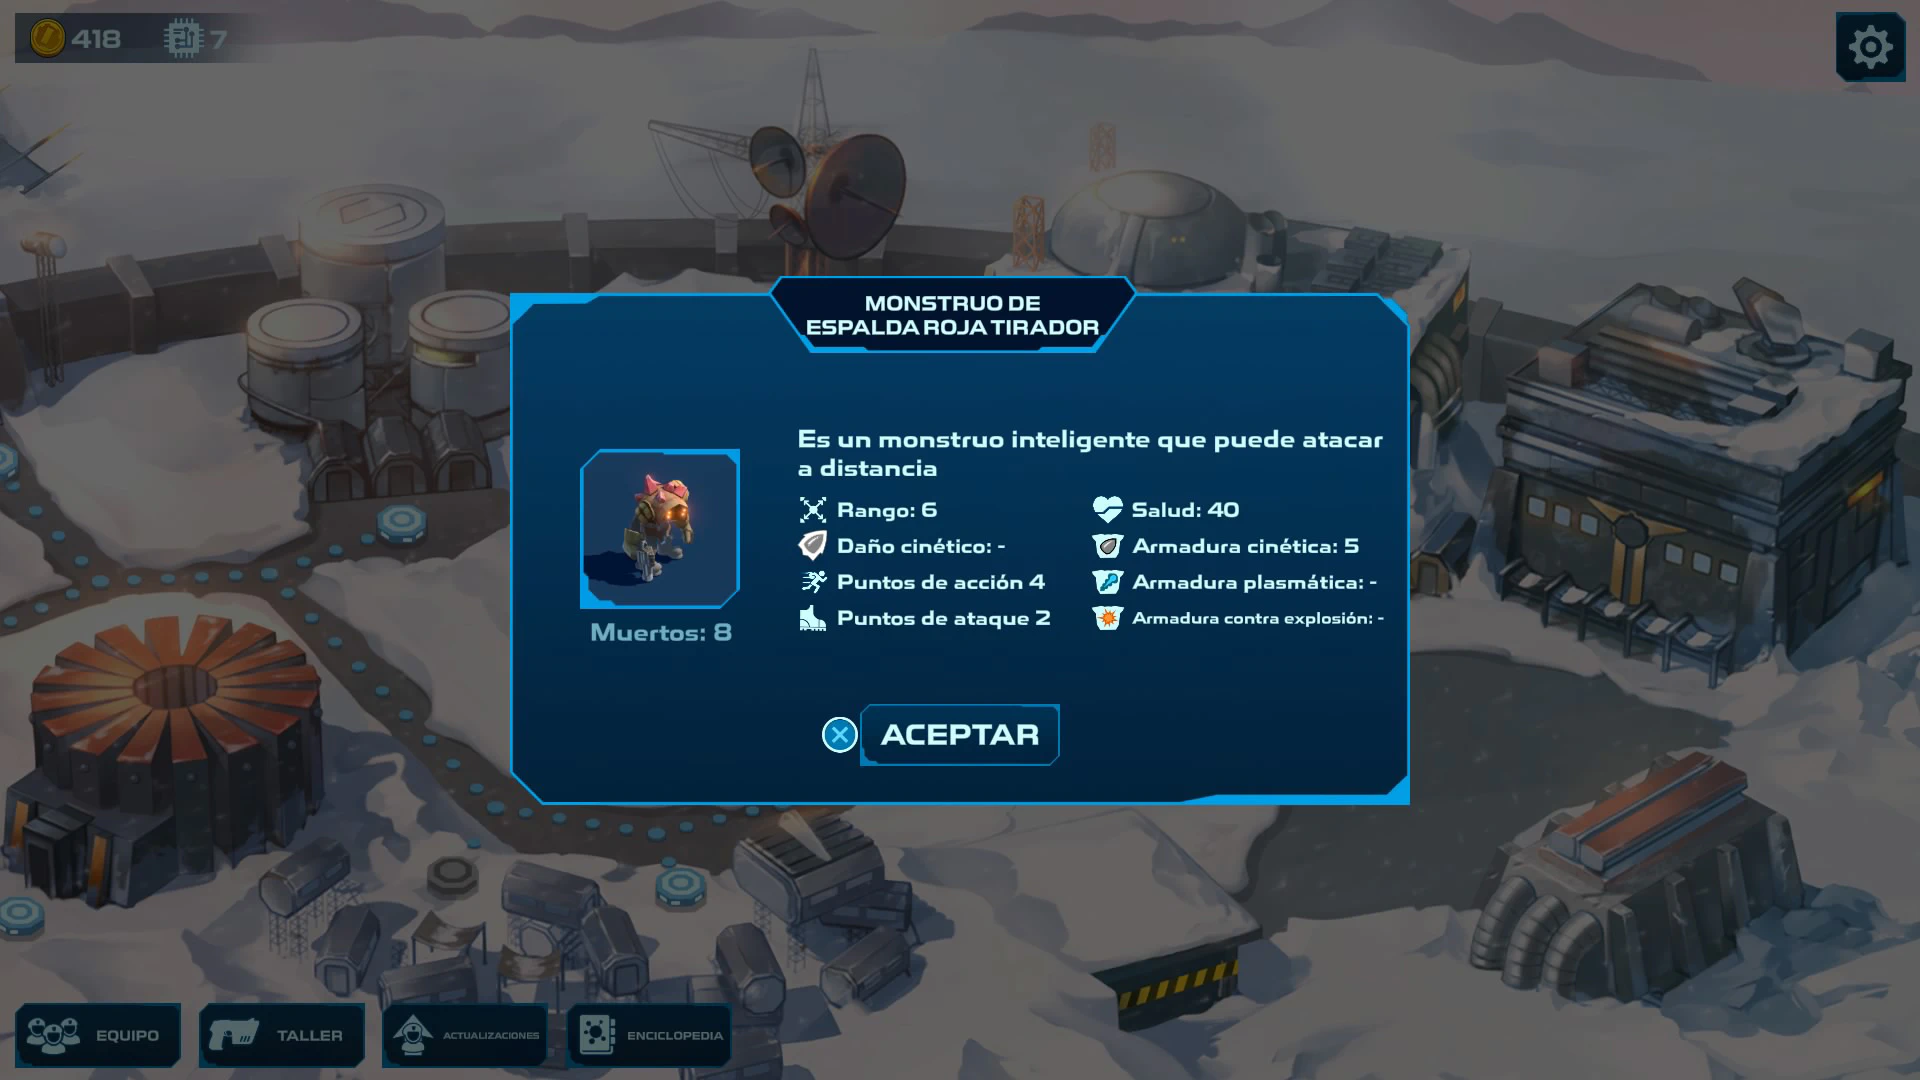 418
7
MONSTRUO DE
ESPALDA ROJA TIRADOR
Es un monstruo inteligente que puede atacar
a distancia
Rango: 6
Salud: 40
Daño cinético: -
Armadura cinética: 5
Puntos de acción 4
Armadura plasmática: -
Puntos de ataque 2
Armadura contra explosión: -
Muertos: 8
ACEPTAR
EQUIPO
TALLER
ACTUALIZACIONES
ENCICLOPEDIA